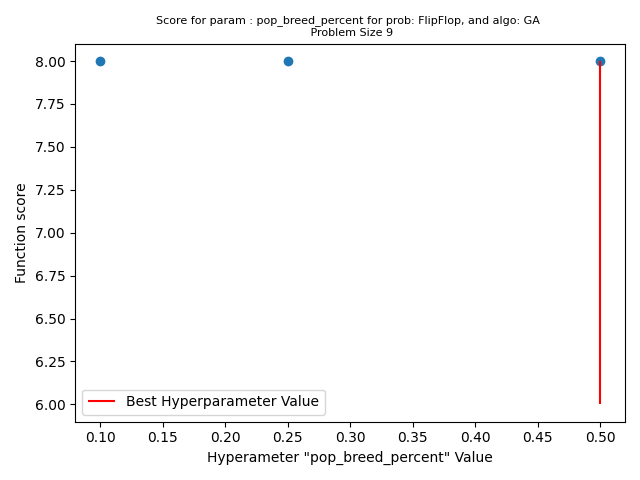 Score for param : pop_breed_percent for prob: FlipFlop, and algo: GA
Problem Size 9
8.00
7.75
7.50
7.25
7.00
6.75
6.50
6.25
6.00
Function score
Best Hyperparameter Value
0.10 0.15 0.20 0.25 0.30 0.35 0.40 0.45 0.50
Hyperameter "pop_breed_percent" Value